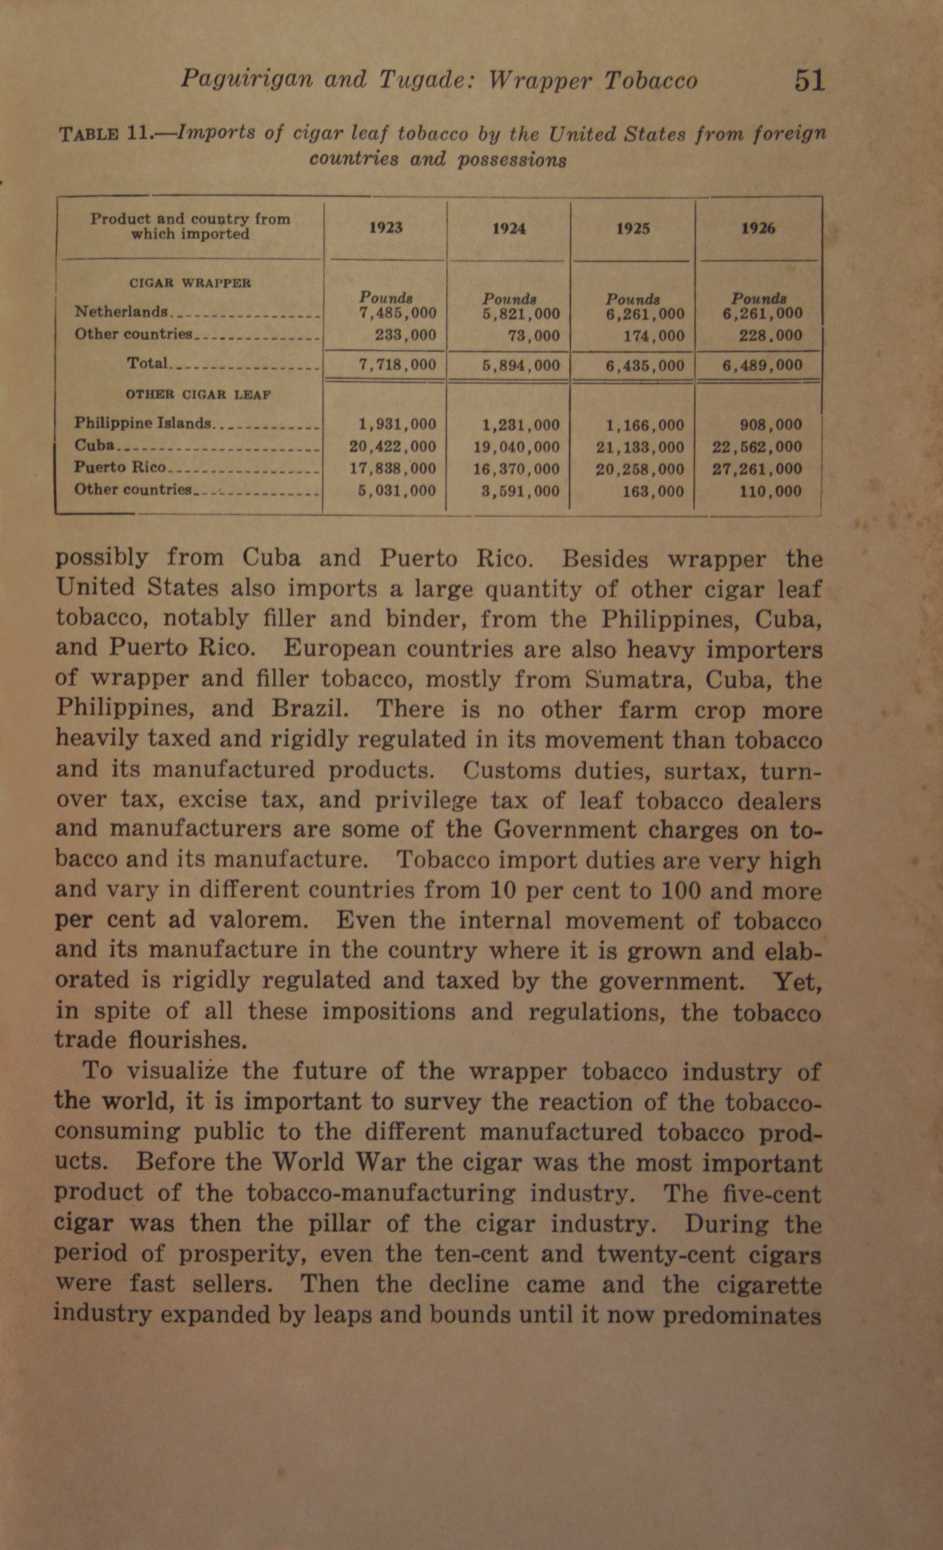 Paguirigan and Tugade: Wrapper Tobacco 51
TABLE 11.—Imports of cigar leaf tobacco by the United States from foreign
countries and possessions
Product and country from which imported 1923 1924 1925 1926
CIGAR WRAPPER
Pounds Pounds Pounds Pounds
Netherlands 7,485,000 5,821,000 6,261,000 6,261,000
Other countries 233,000 73,000 174,000 228,000
Total 7,718,000 5,894,000 6,435,000 6,489,000
OTHER CIGAR LEAF
Philippine Islands 1,931,000 1,231,000 1,166,000 908,000
Cuba 20,422,000 19,040,000 21,133,000 22,562,000
Puerto Rico 17,838,000 16,370,000 20,258,000 27,261,000
Other countries 5,031,000 3,591,000 163,000 110,000
possibly from Cuba and Puerto Rico. Besides wrapper the
United States also imports a large quantity of other cigar leaf
tobacco, notably filler and binder, from the Philippines, Cuba,
and Puerto Rico. European countries are also heavy importers
of wrapper and filler tobacco, mostly from Sumatra, Cuba, the
Philippines, and Brazil. There is no other farm crop more
heavily taxed and rigidly regulated in its movement than tobacco
and its manufactured products. Customs duties, surtax, turn-
over tax, excise tax, and privilege tax of leaf tobacco dealers
and manufacturers are some of the Government charges on to-
bacco and its manufacture. Tobacco import duties are very high
and vary in different countries from 10 per cent to 100 and more
per cent ad valorem. Even the internal movement of tobacco
and its manufacture in the country where it is grown and elab-
orated is rigidly regulated and taxed by the government. Yet,
in spite of all these impositions and regulations, the tobacco
trade flourishes.
To visualize the future of the wrapper tobacco industry of
the world, it is important to survey the reaction of the tobacco-
consuming public to the different manufactured tobacco prod-
ucts. Before the World War the cigar was the most important
product of the tobacco-manufacturing industry. The five-cent
cigar was then the pillar of the cigar industry. During the
period of prosperity, even the ten-cent and twenty-cent cigars
were fast sellers. Then the decline came and the cigarette
industry expanded by leaps and bounds until it now predominates